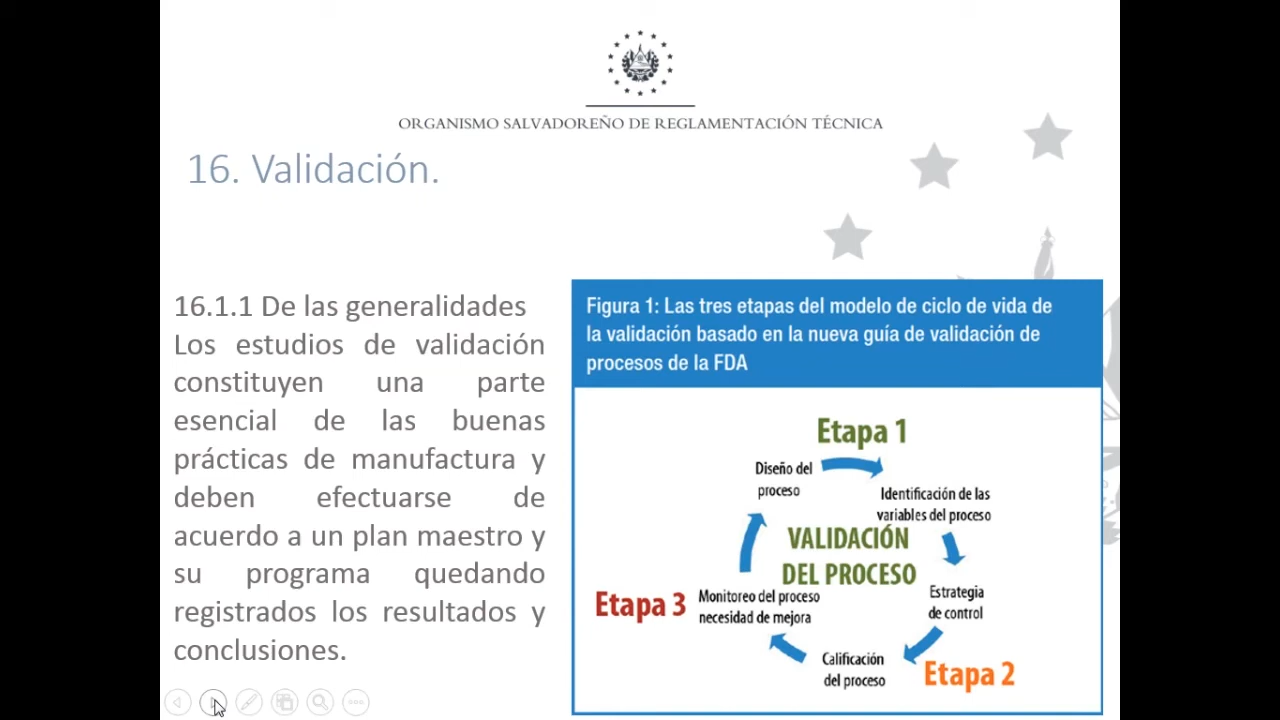 ORGANISMO SALVADOREÑO DE REGLAMENTACIÓN TÉCNICA
16. Validación.
16.1.1 De las generalidades
Los estudios de validación
constituyen una parte
esencial de las buenas
prácticas de manufactura y
deben efectuarse de
acuerdo a un plan maestro y
su programa quedando
registrados los resultados y
conclusiones.
Figura 1: Las tres etapas del modelo de ciclo de vida de
la validación basado en la nueva guía de validación de
procesos de la FDA
Etapa 1
Diseño del
proceso
Identificación de las
variables del proceso
VALIDACIÓN
DEL PROCESO
Estrategia
de control
Etapa 2
Calificación
del proceso
Etapa 3
Monitoreo del proceso
necesidad de mejora